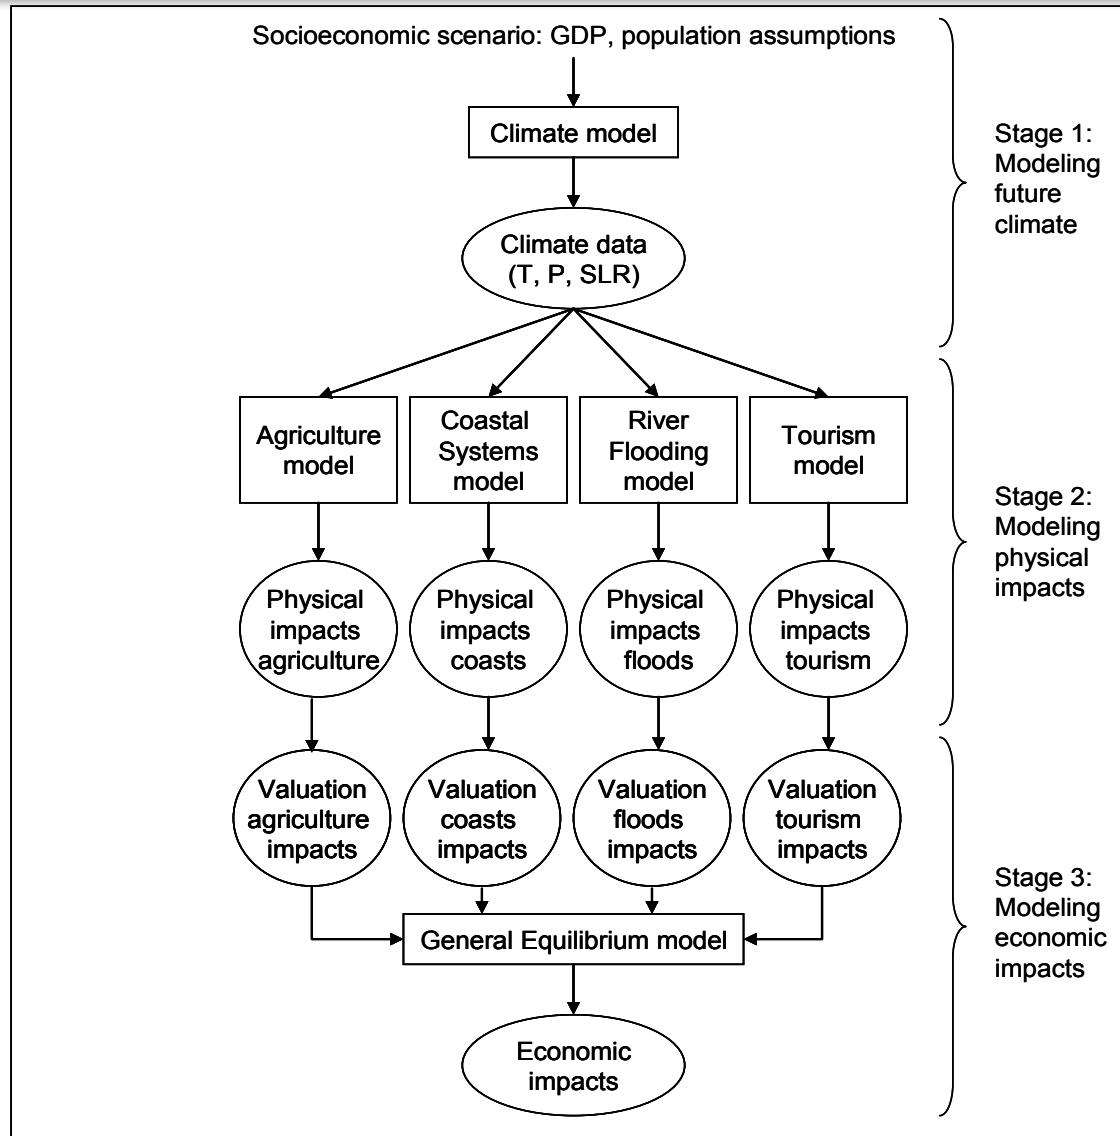 Socioeconomic scenario: GDP, population assumptions
Climate model
Climate data
(T, P, SLR)
Stage 1:
Modeling
future
climate
Agriculture
model
Coastal
Systems
model
River
Flooding
model
Tourism
model
Physical
impacts
agriculture
Physical
impacts
coasts
Physical
impacts
floods
Physical
impacts
tourism
Stage 2:
Modeling
physical
impacts
Valuation
agriculture
impacts
Valuation
coasts
impacts
Valuation
floods
impacts
Valuation
tourism
impacts
General Equilibrium model
Economic
impacts
Stage 3:
Modeling
economic
impacts